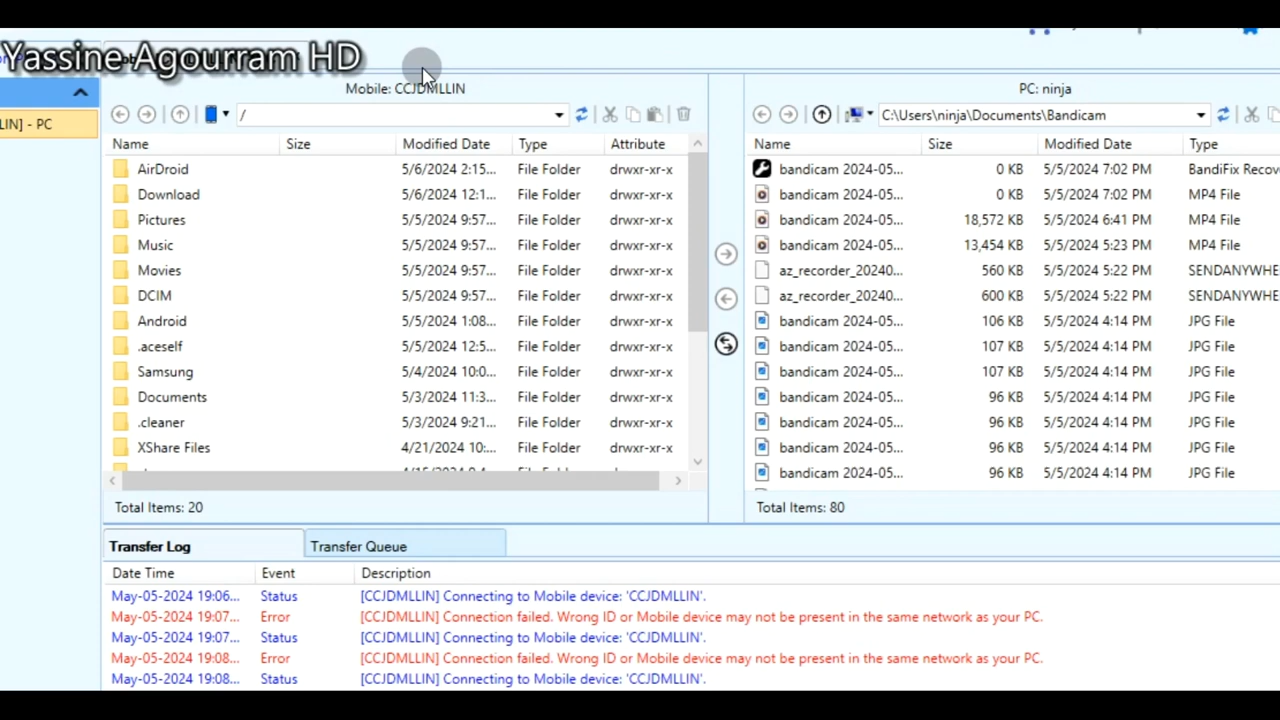 Yassine Agourram HD
Mobile: CCJDMLLIN
PC: ninja
LIN] - PC
/
C:\Users\ninja\Documents\Bandicam
Name Size Modified Date Type Attribute
AirDroid 5/6/2024 2:15... File Folder drwxr-xr-x
Download 5/6/2024 12:1... File Folder drwxr-xr-x
Pictures 5/5/2024 9:57... File Folder drwxr-xr-x
Music 5/5/2024 9:57... File Folder drwxr-xr-x
Movies 5/5/2024 9:57... File Folder drwxr-xr-x
DCIM 5/5/2024 9:57... File Folder drwxr-xr-x
Android 5/5/2024 1:08... File Folder drwxr-xr-x
.aceself 5/5/2024 12:5... File Folder drwxr-xr-x
Samsung 5/4/2024 10:0... File Folder drwxr-xr-x
Documents 5/3/2024 11:3... File Folder drwxr-xr-x
.cleaner 5/3/2024 9:21... File Folder drwxr-xr-x
XShare Files 4/21/2024 10:... File Folder drwxr-xr-x
Total Items: 20
Name Size Modified Date Type
bandicam 2024-05... 0 KB 5/5/2024 7:02 PM BandiFix Recov
bandicam 2024-05... 0 KB 5/5/2024 7:02 PM MP4 File
bandicam 2024-05... 18,572 KB 5/5/2024 6:41 PM MP4 File
bandicam 2024-05... 13,454 KB 5/5/2024 5:23 PM MP4 File
az_recorder_20240... 560 KB 5/5/2024 5:22 PM SENDANYWHE
az_recorder_20240... 600 KB 5/5/2024 5:22 PM SENDANYWHE
bandicam 2024-05... 106 KB 5/5/2024 4:14 PM JPG File
bandicam 2024-05... 107 KB 5/5/2024 4:14 PM JPG File
bandicam 2024-05... 107 KB 5/5/2024 4:14 PM JPG File
bandicam 2024-05... 96 KB 5/5/2024 4:14 PM JPG File
bandicam 2024-05... 96 KB 5/5/2024 4:14 PM JPG File
bandicam 2024-05... 96 KB 5/5/2024 4:14 PM JPG File
bandicam 2024-05... 96 KB 5/5/2024 4:14 PM JPG File
Total Items: 80
Transfer Log Transfer Queue
Date Time Event Description
May-05-2024 19:06... Status [CCJDMLLIN] Connecting to Mobile device: 'CCJDMLLIN'.
May-05-2024 19:07... Error [CCJDMLLIN] Connection failed. Wrong ID or Mobile device may not be present in the same network as your PC.
May-05-2024 19:07... Status [CCJDMLLIN] Connecting to Mobile device: 'CCJDMLLIN'.
May-05-2024 19:08... Error [CCJDMLLIN] Connection failed. Wrong ID or Mobile device may not be present in the same network as your PC.
May-05-2024 19:08... Status [CCJDMLLIN] Connecting to Mobile device: 'CCJDMLLIN'.